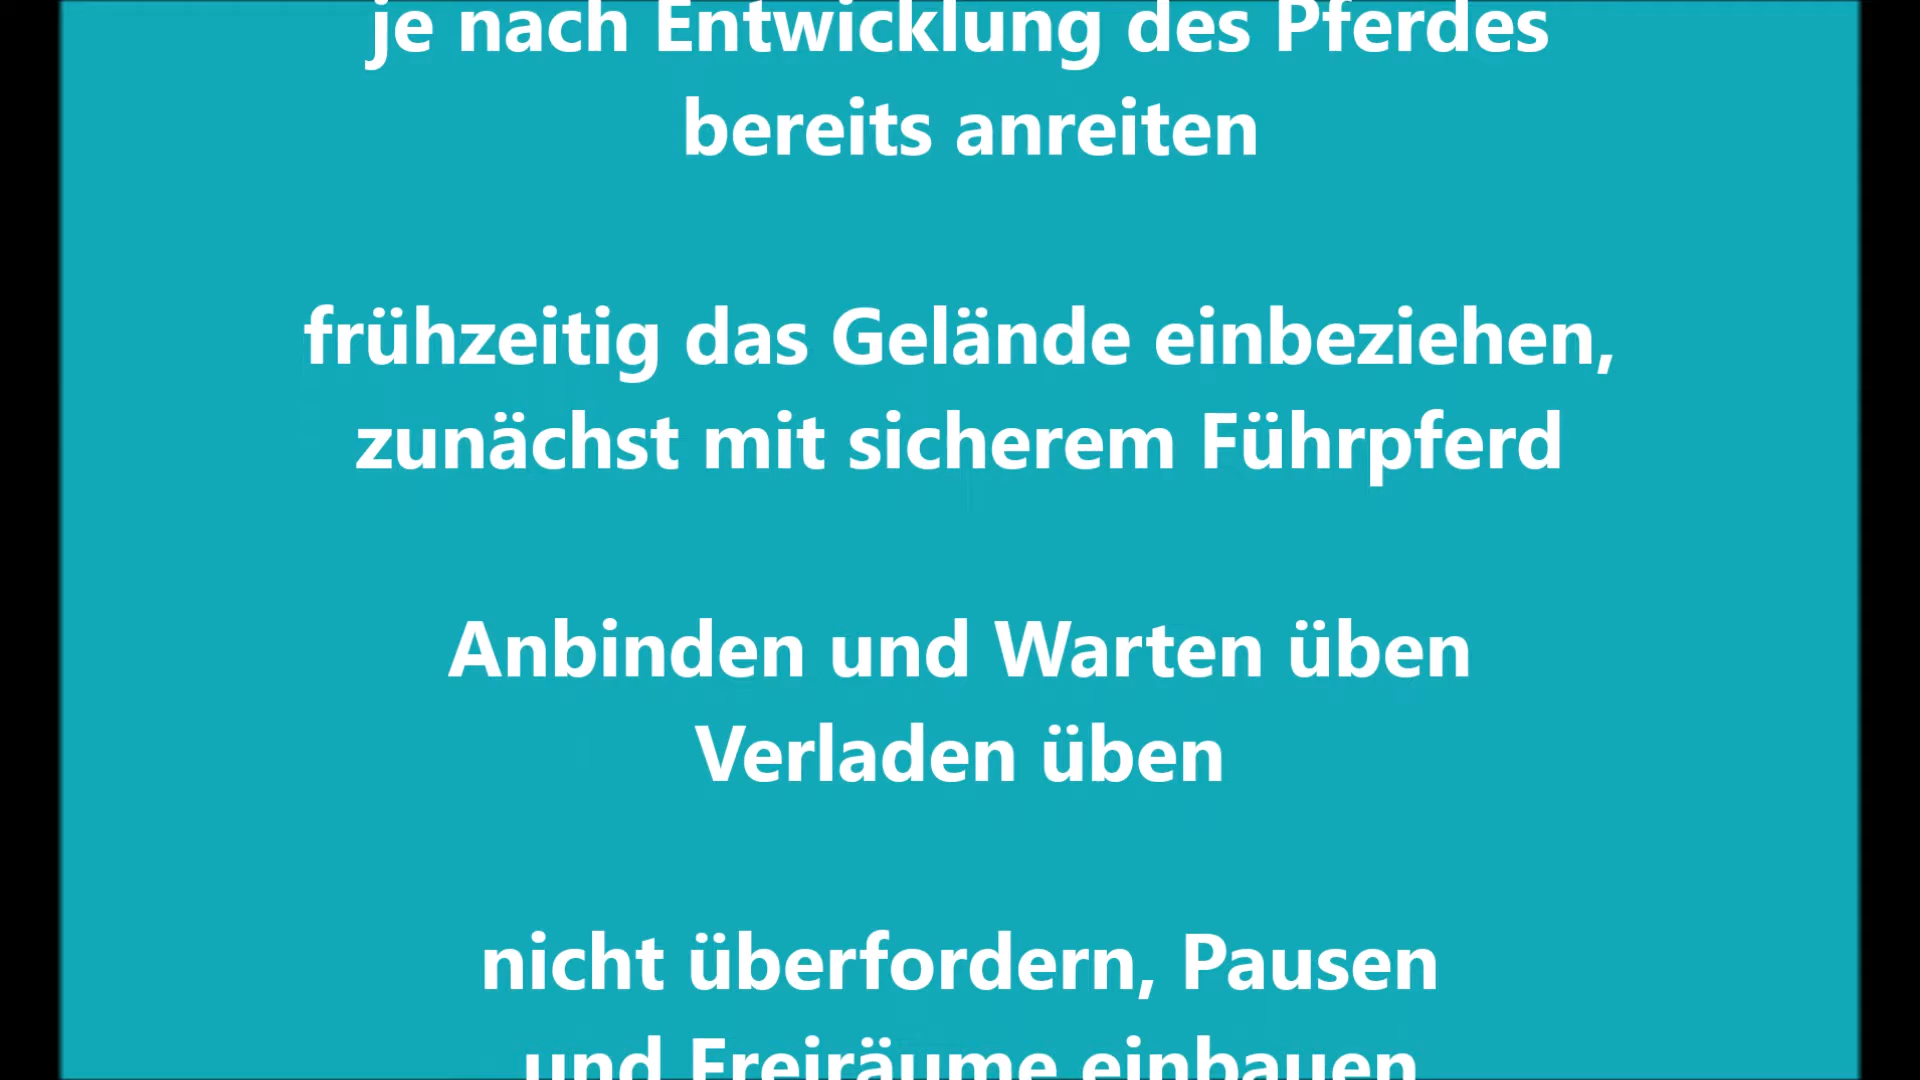 je nach Entwicklung des Pferdes
bereits anreiten
frühzeitig das Gelände einbeziehen,
zunächst mit sicherem Führpferd
Anbinden und Warten üben
Verladen üben
nicht überfordern, Pausen
und Freiräume einbauen